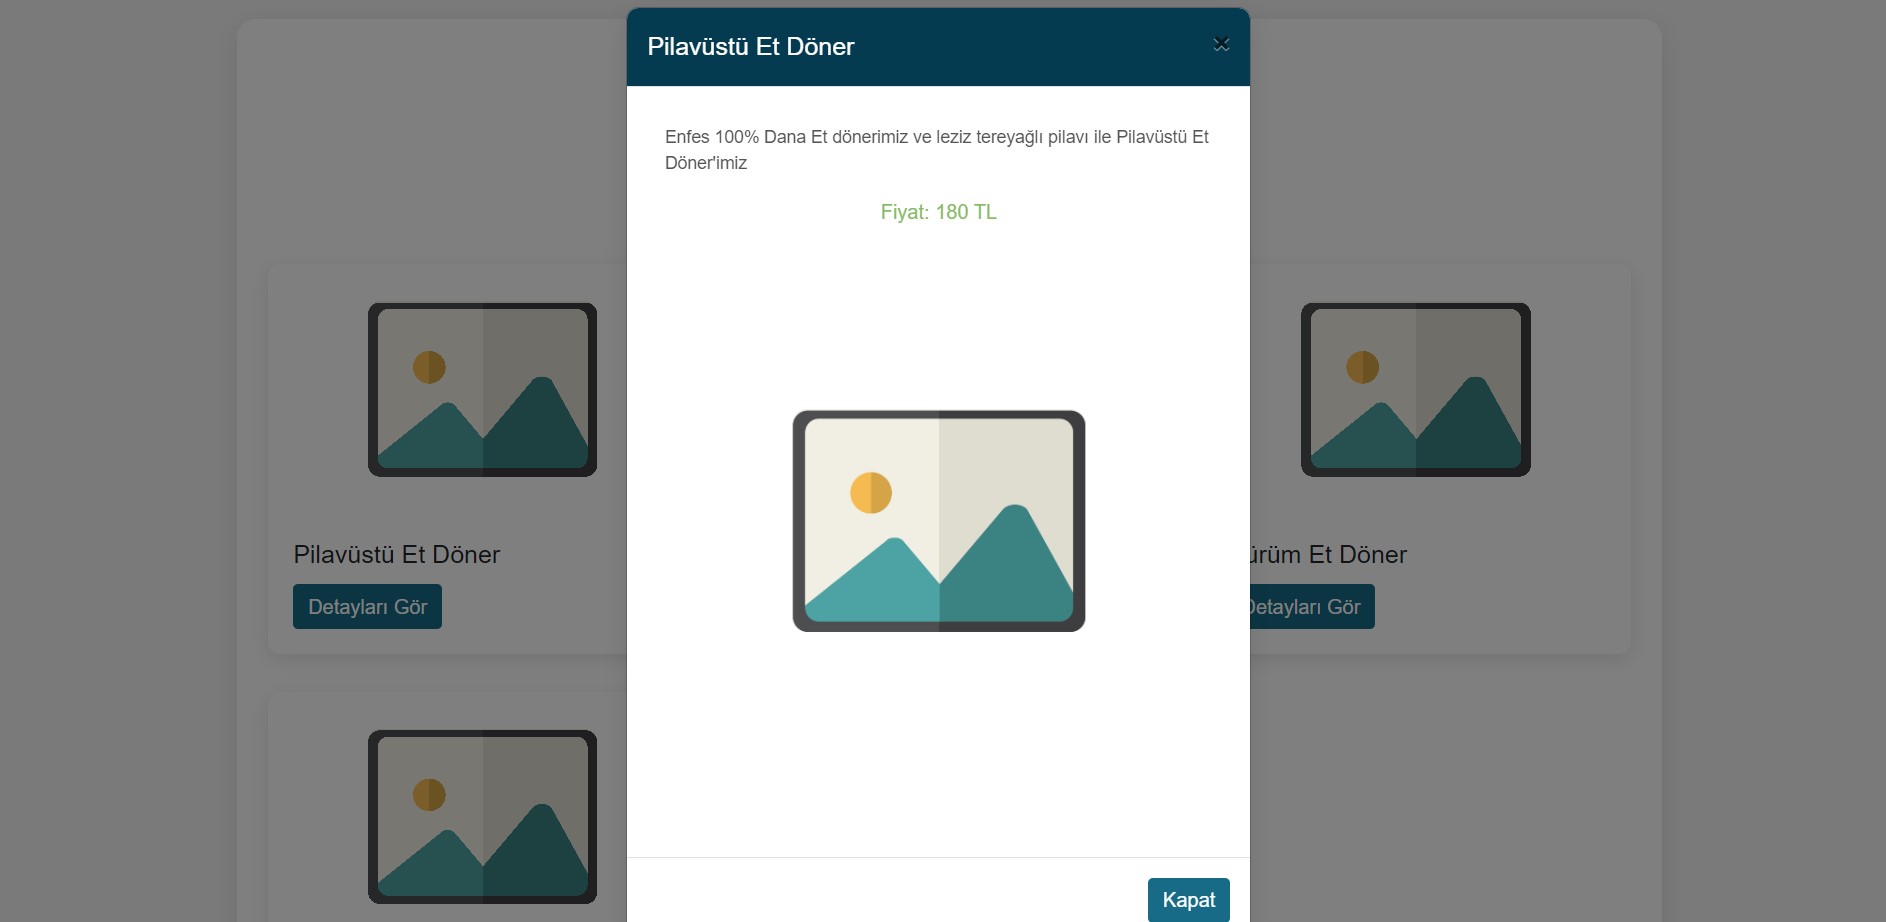 Pilavüstü Et Döner
×
Enfes 100% Dana Et dönerimiz ve leziz tereyağlı pilavı ile Pilavüstü Et
Döner'imiz
Fiyat: 180 TL
Pilavüstü Et Döner
Detayları Gör
ürüm Et Döner
Detayları Gör
Kapat